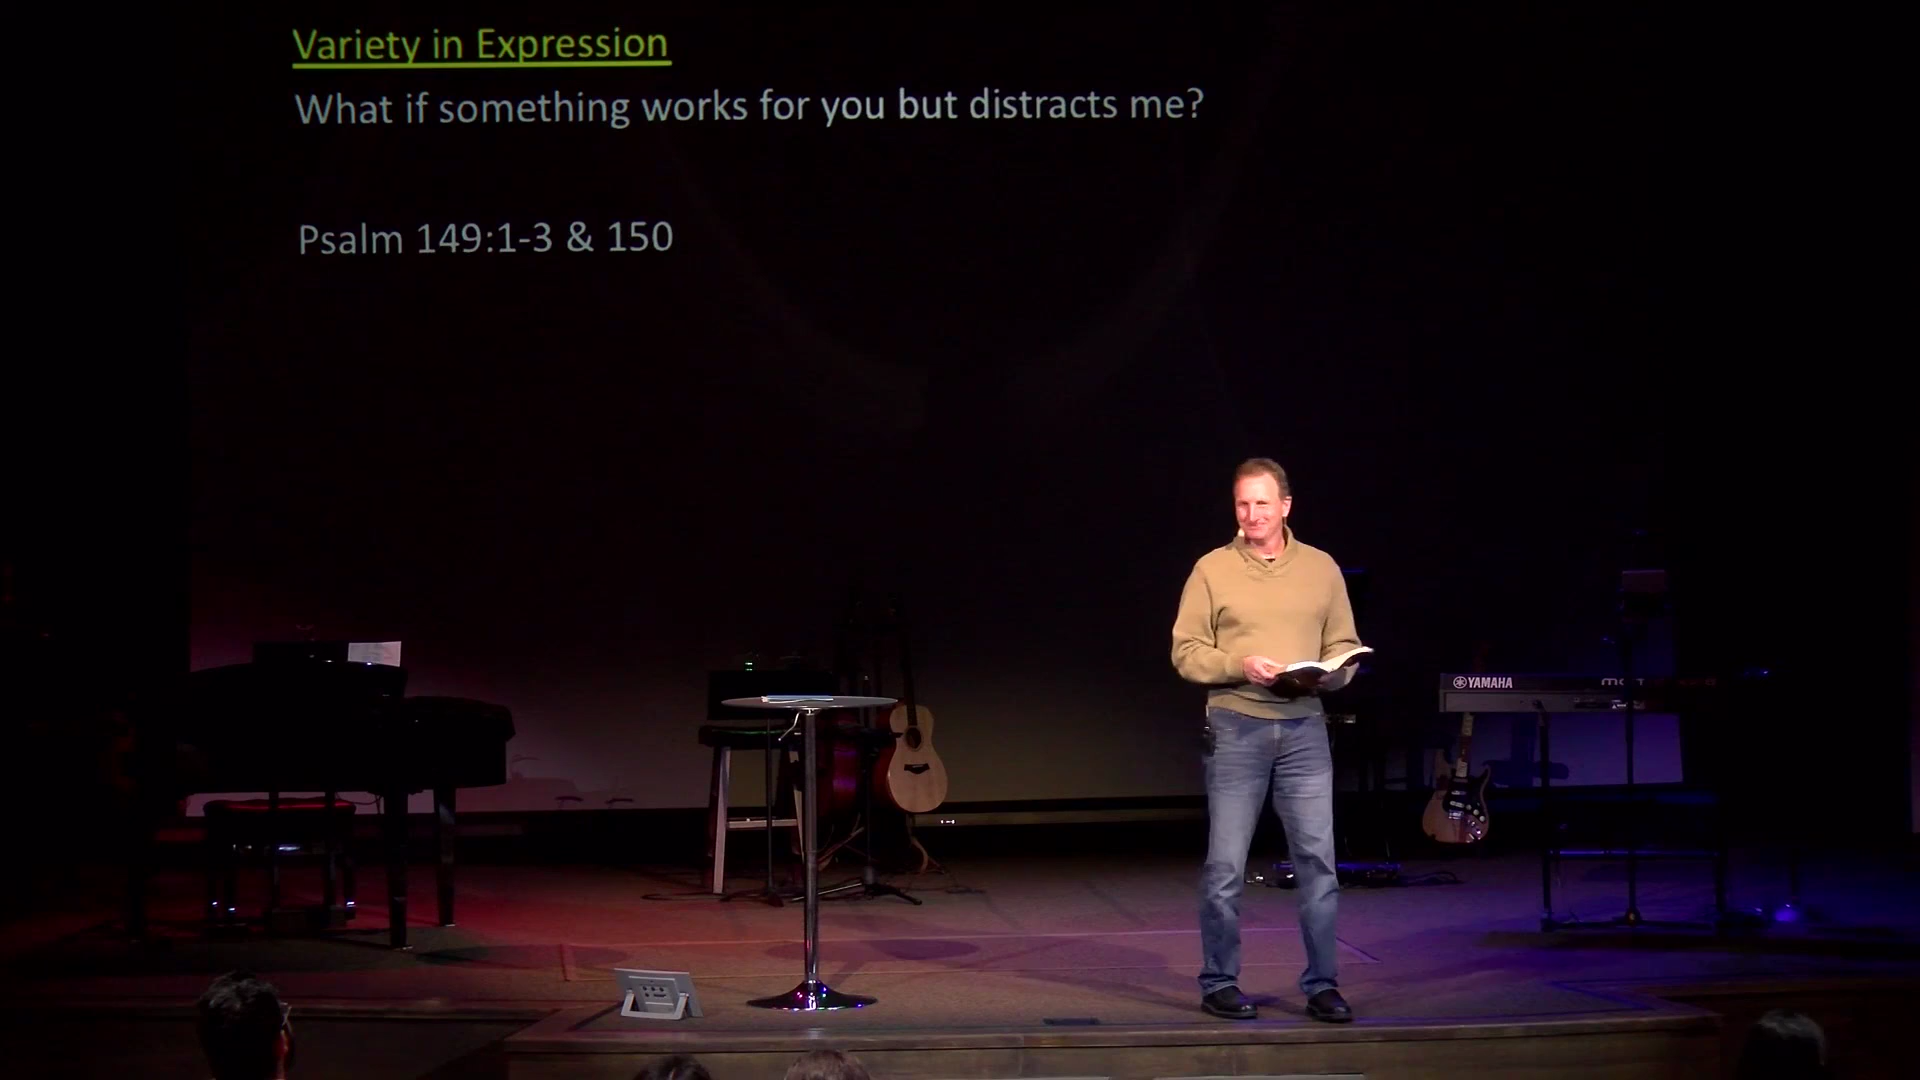 Variety in Expression
What if something works for you but distracts me?
Psalm 149:1-3 & 150
YAMAHA